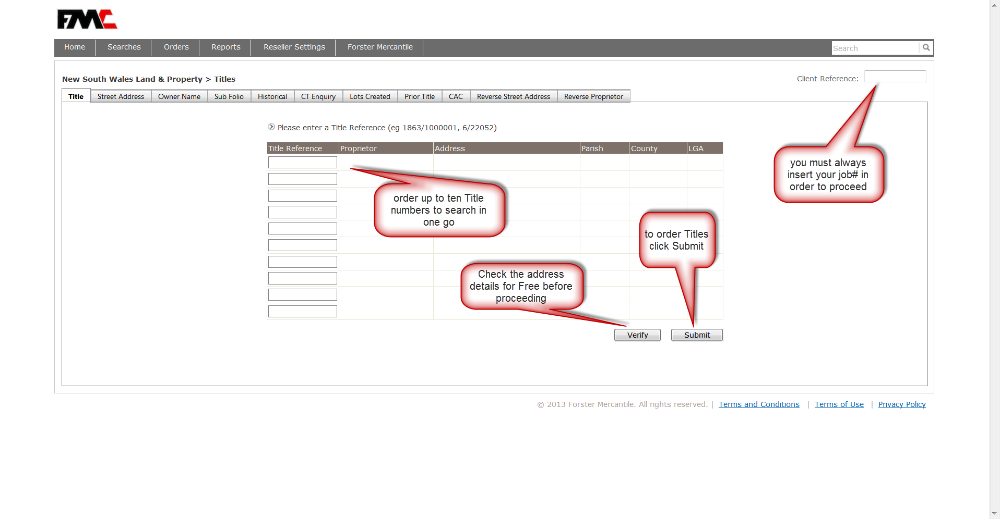 FMC
Home Searches Orders Reports Reseller Settings Forster Mercantile Search
New South Wales Land & Property > Titles
Client Reference:
Title Street Address Owner Name Sub Folio Historical CT Enquiry Lots Created Prior Title CAC Reverse Street Address Reverse Proprietor
Please enter a Title Reference (eg 1863/1000001, 6/22052)
Title Reference Proprietor Address Parish County LGA
you must always
insert your job# in
order to proceed
order up to ten Title
numbers to search in
one go
to order Titles
click Submit
Check the address
details for Free before
proceeding
Verify Submit
© 2013 Forster Mercantile. All rights reserved. | Terms and Conditions | Terms of Use | Privacy Policy